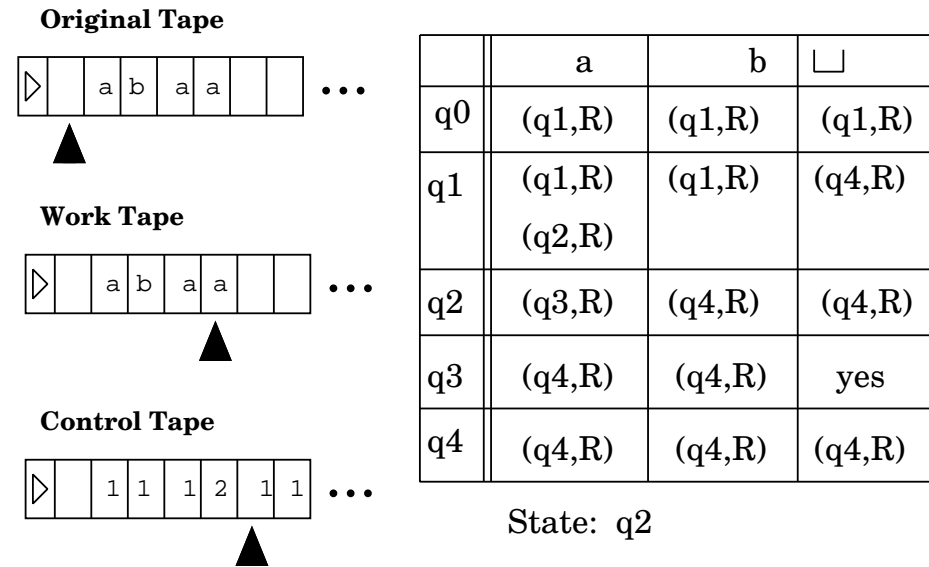 Original Tape
▷ a b a a ...
Work Tape
▷ a b a a ...
Control Tape
▷ 1 1 1 2 1 1 ...
a b ⊔
q0 (q1,R) (q1,R) (q1,R)
q1 (q1,R) (q1,R) (q4,R)
(q2,R)
q2 (q3,R) (q4,R) (q4,R)
q3 (q4,R) (q4,R) yes
q4 (q4,R) (q4,R) (q4,R)
State: q2